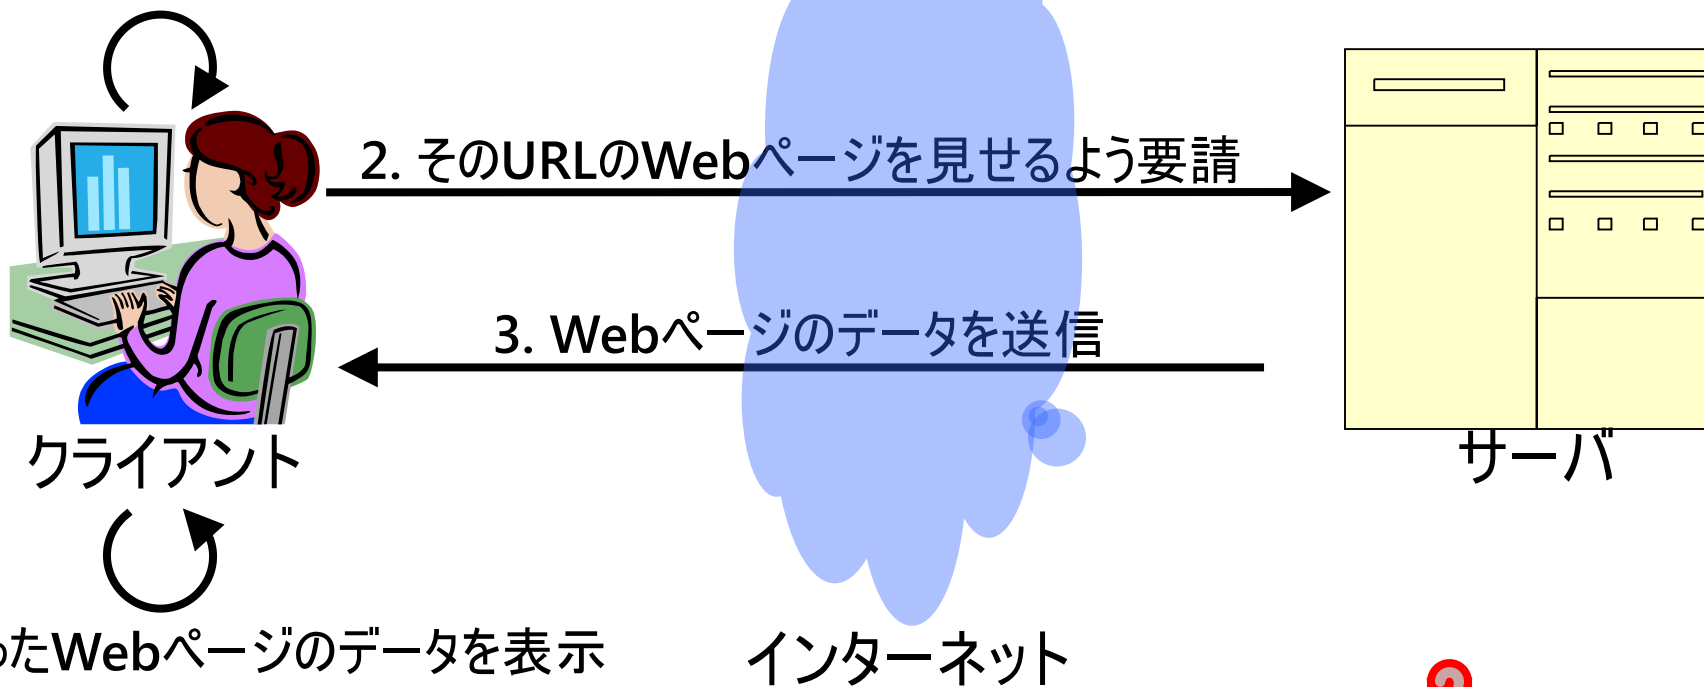 2. そのURLのWebページを見せるよう要請
3. Webページのデータを送信
クライアント
サーバ
たWebページのデータを表示
インターネット